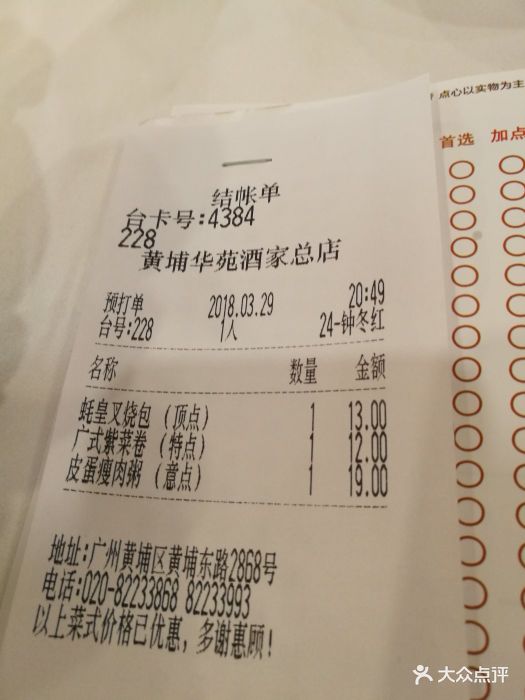 结帐单
台卡号:4384
228
黄埔华苑酒家总店
预打单 2018.03.29 20:49
台号:228 1人 24-钟冬红
名称 数量 金额
蚝皇叉烧包 (顶点) 1 13.00
广式紫菜卷 (特点) 1 12.00
皮蛋瘦肉粥 (意点) 1 19.00
地址:广州黄埔区黄埔东路2868号
电话:020-82233868 82233993
以上菜式价格已优惠,多谢惠顾!
点心以实物为主
首选 加点
大众点评